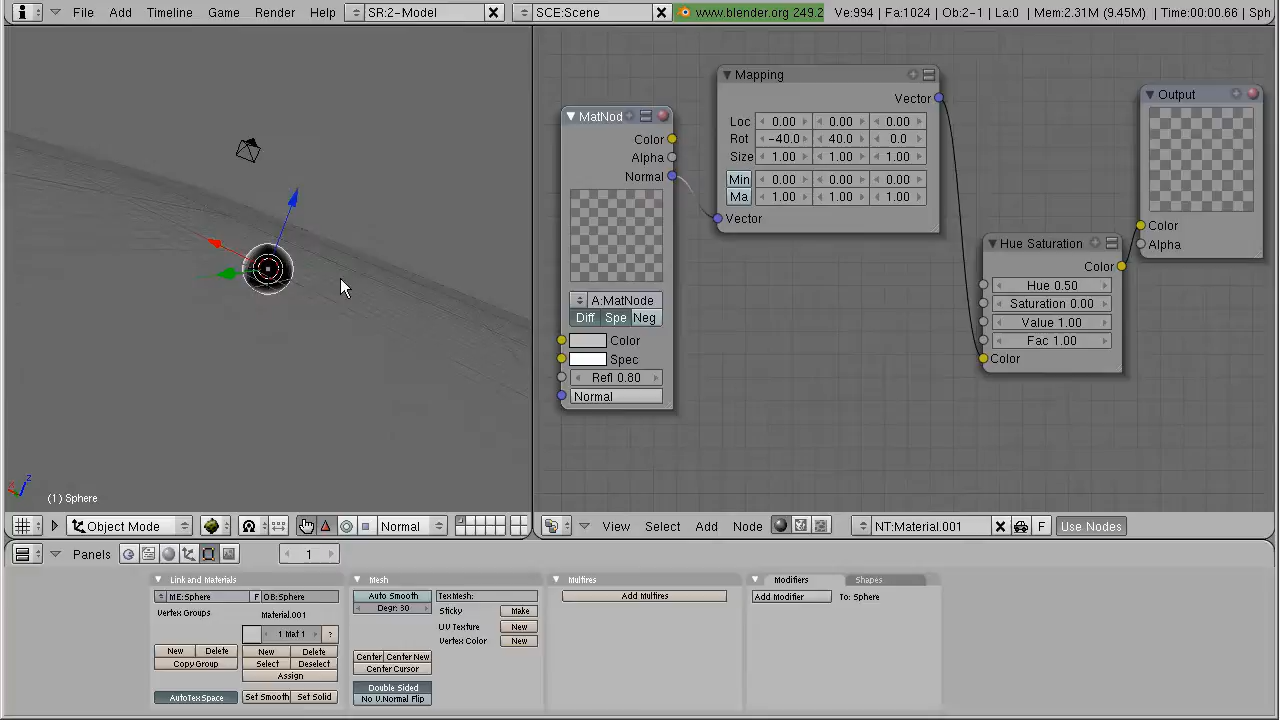 File Add Timeline Game Render Help SR:2-Model SCE:Scene www.blender.org 249.2 Ve:994 | Fa:1024 | Ob:2-1 | La:0 | Mem:2.31M (9.45M) | Time:00:00.66 | Sph
(1) Sphere
Object Mode Normal
MatNod
Color
Alpha
Normal
A:MatNode
Diff Spe Neg
Color
Spec
Refl 0.80
Normal
Mapping
Vector
Loc 0.00 0.00 0.00
Rot -40.0 40.0 0.0
Size 1.00 1.00 1.00
Min 0.00 0.00 0.00
Ma 1.00 1.00 1.00
Vector
Hue Saturation
Color
Hue 0.50
Saturation 0.00
Value 1.00
Fac 1.00
Color
Output
Color
Alpha
View Select Add Node NT:Material.001 F Use Nodes
Panels 1
Link and Materials
ME:Sphere F OB:Sphere
Vertex Groups
Material.001
1 Mat 1 ?
New Delete New Delete
Copy Group Select Deselect
Assign
AutoTexSpace Set Smooth Set Solid
Mesh
Auto Smooth TexMesh:
Degr: 30 Sticky Make
UV Texture New
Vertex Color New
Center Center New
Center Cursor
Double Sided
No V.Normal Flip
Multires
Add Multires
Modifiers Shapes
Add Modifier To: Sphere